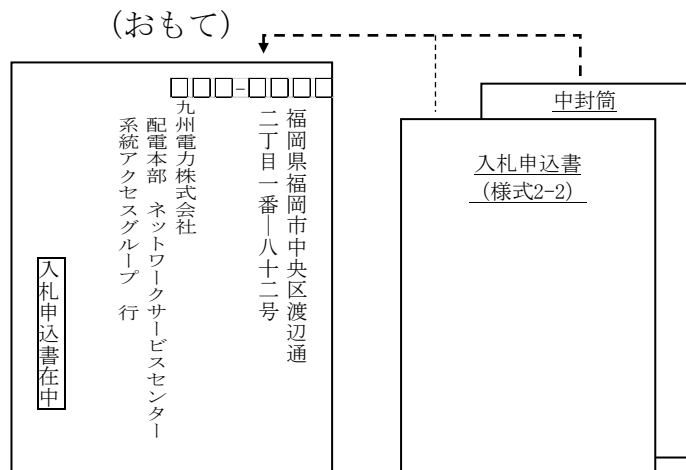 (おもて)
福岡県福岡市中央区渡辺通
二丁目一番―八十二号
九州電力株式会社
配電本部 ネットワークサービスセンター
系統アクセスグループ 行
入札申込書在中
中封筒
入札申込書
(様式2-2)